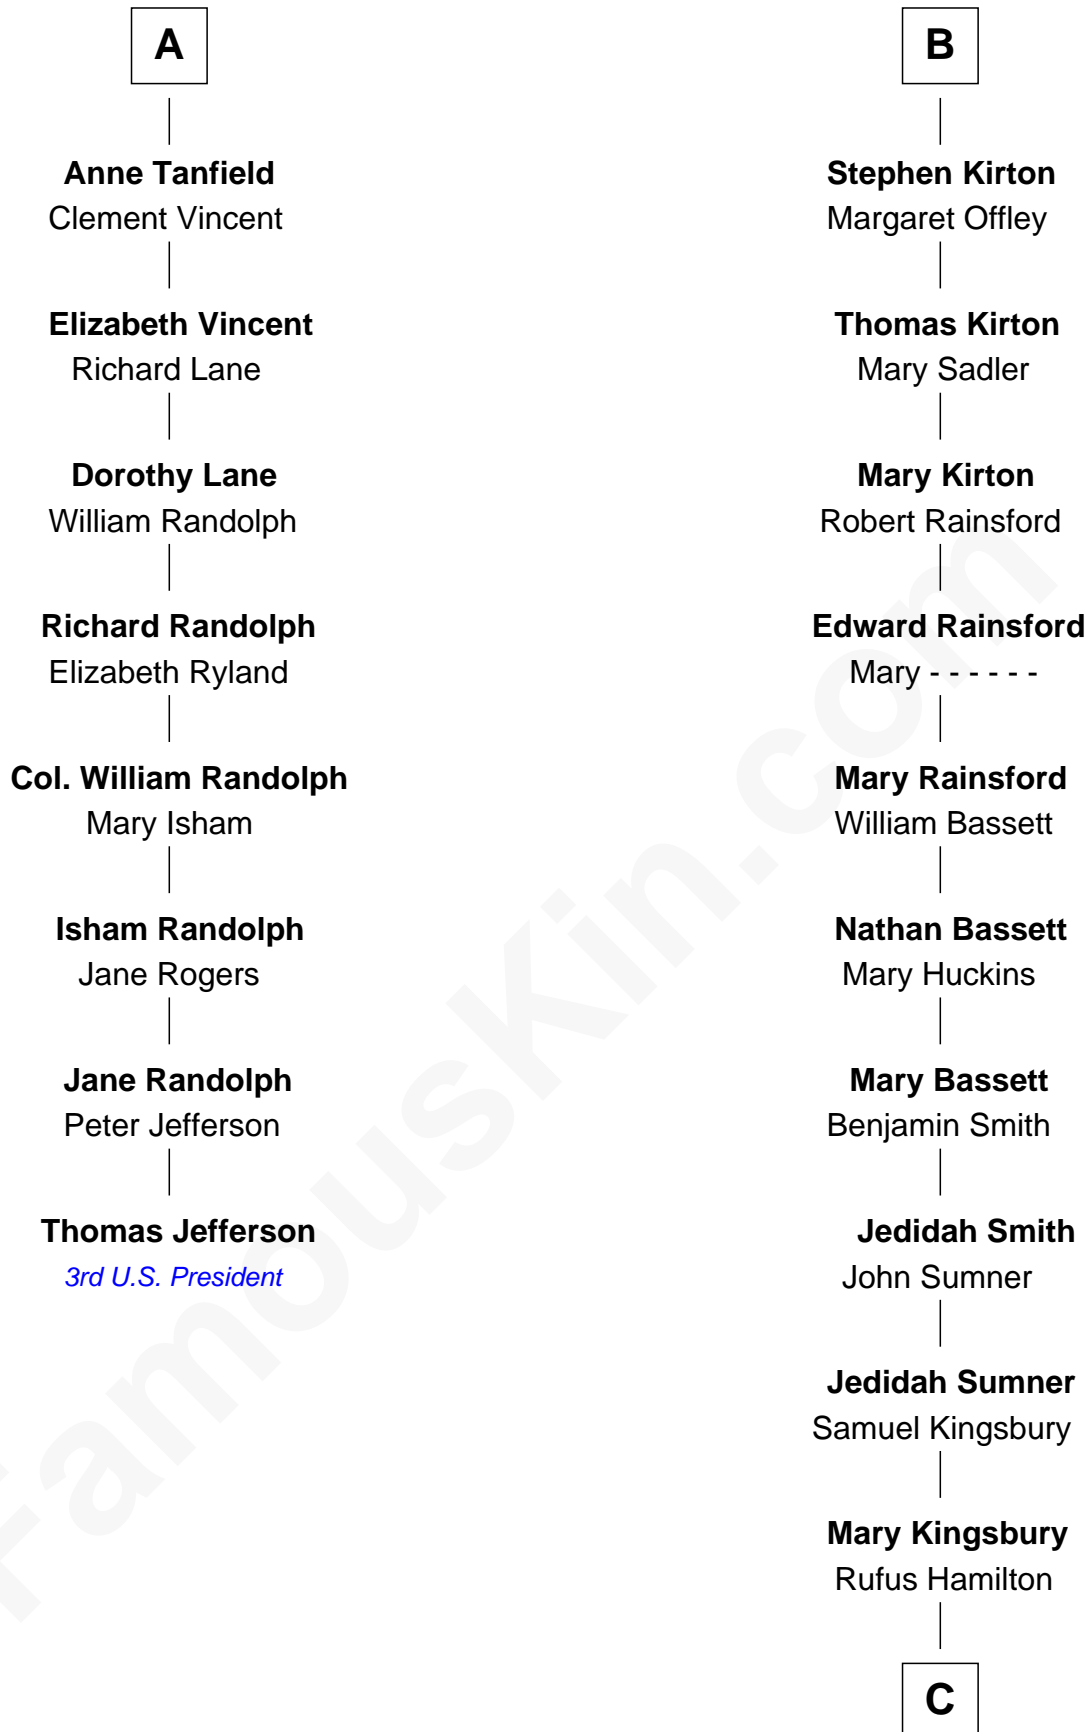 A
Anne Tanfield
Clement Vincent
Elizabeth Vincent
Richard Lane
Dorothy Lane
William Randolph
Richard Randolph
Elizabeth Ryland
Col. William Randolph
Mary Isham
Isham Randolph
Jane Rogers
Jane Randolph
Peter Jefferson
Thomas Jefferson
3rd U.S. President
B
Stephen Kirton
Margaret Offley
Thomas Kirton
Mary Sadler
Mary Kirton
Robert Rainsford
Edward Rainsford
Mary - - - - - -
Mary Rainsford
William Bassett
Nathan Bassett
Mary Huckins
Mary Bassett
Benjamin Smith
Jedidah Smith
John Sumner
Jedidah Sumner
Samuel Kingsbury
Mary Kingsbury
Rufus Hamilton
C
FamousKin.com